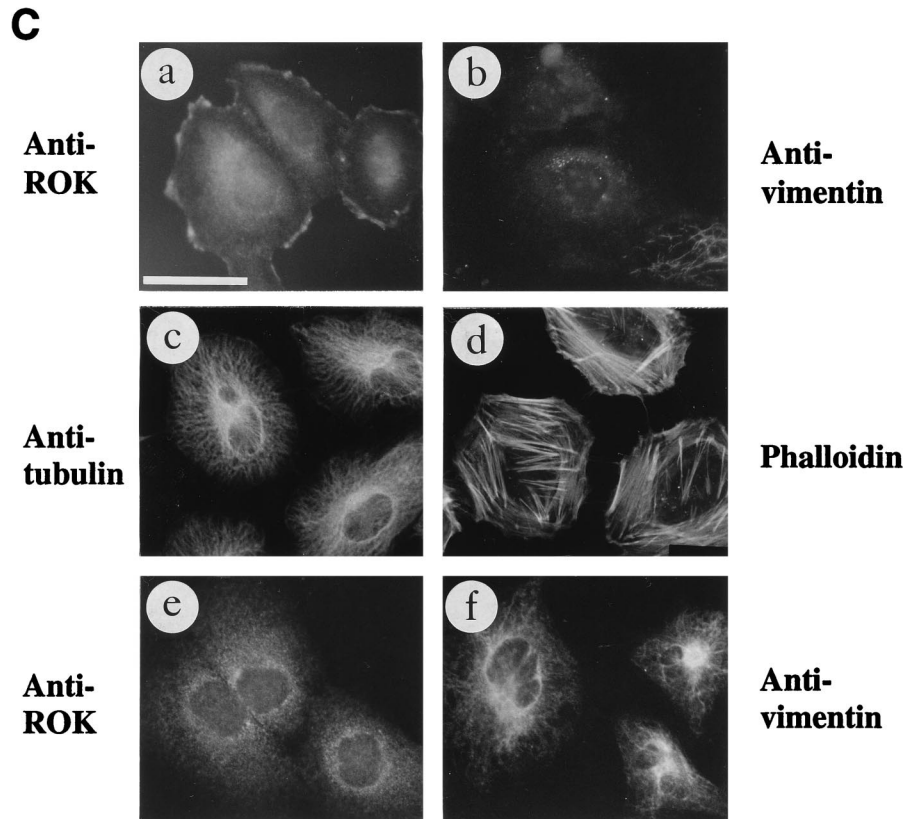 C
a
b
Anti-
ROK
Anti-
vimentin
c
d
Anti-
tubulin
Phalloidin
e
f
Anti-
ROK
Anti-
vimentin